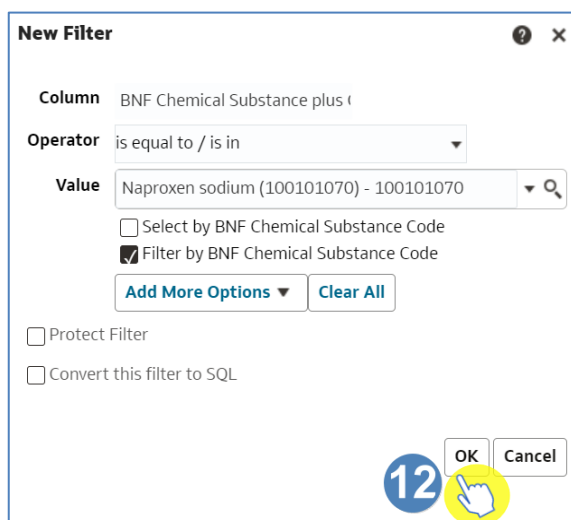 New Filter
Column BNF Chemical Substance plus
Operator is equal to / is in
Value Naproxen sodium (100101070) - 100101070
Select by BNF Chemical Substance Code
Filter by BNF Chemical Substance Code
Add More Options Clear All
Protect Filter
Convert this filter to SQL
OK Cancel
12